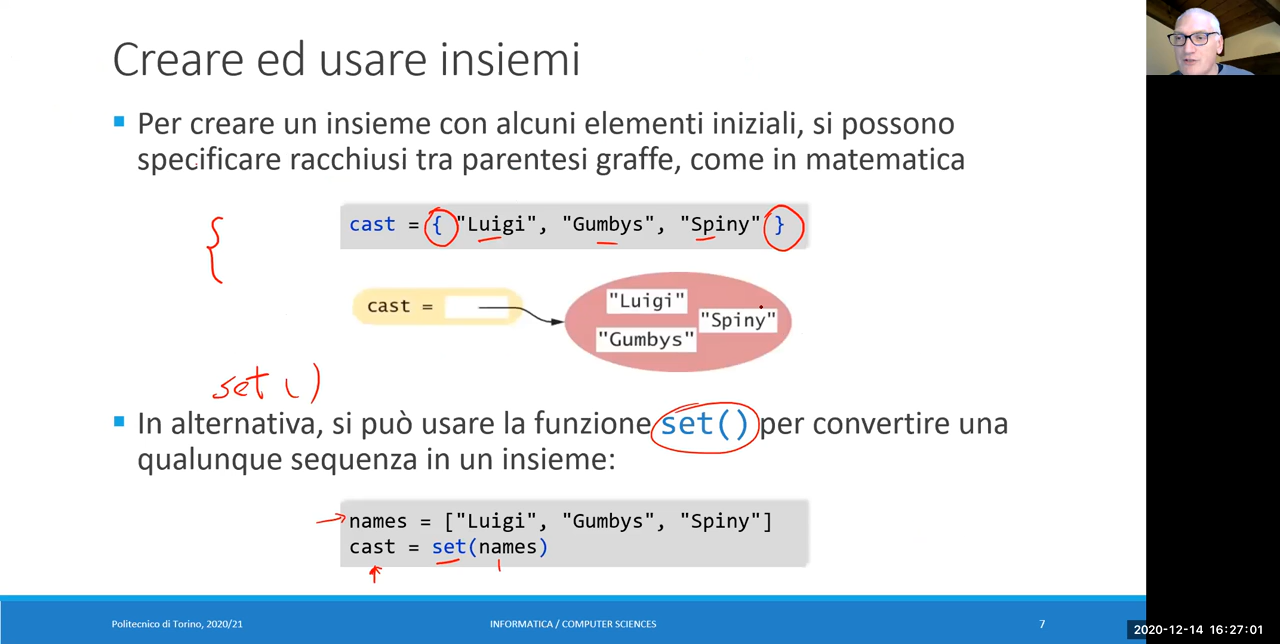 Creare ed usare insiemi
Per creare un insieme con alcuni elementi iniziali, si possono
specificare racchiusi tra parentesi graffe, come in matematica
{
cast = { "Luigi", "Gumbys", "Spiny" }
cast =
"Luigi"
"Spiny"
"Gumbys"
set ()
In alternativa, si può usare la funzione set() per convertire una
qualunque sequenza in un insieme:
names = ["Luigi", "Gumbys", "Spiny"]
cast = set(names)
Politecnico di Torino, 2020/21
INFORMATICA / COMPUTER SCIENCES
7
2020-12-14 16:27:01